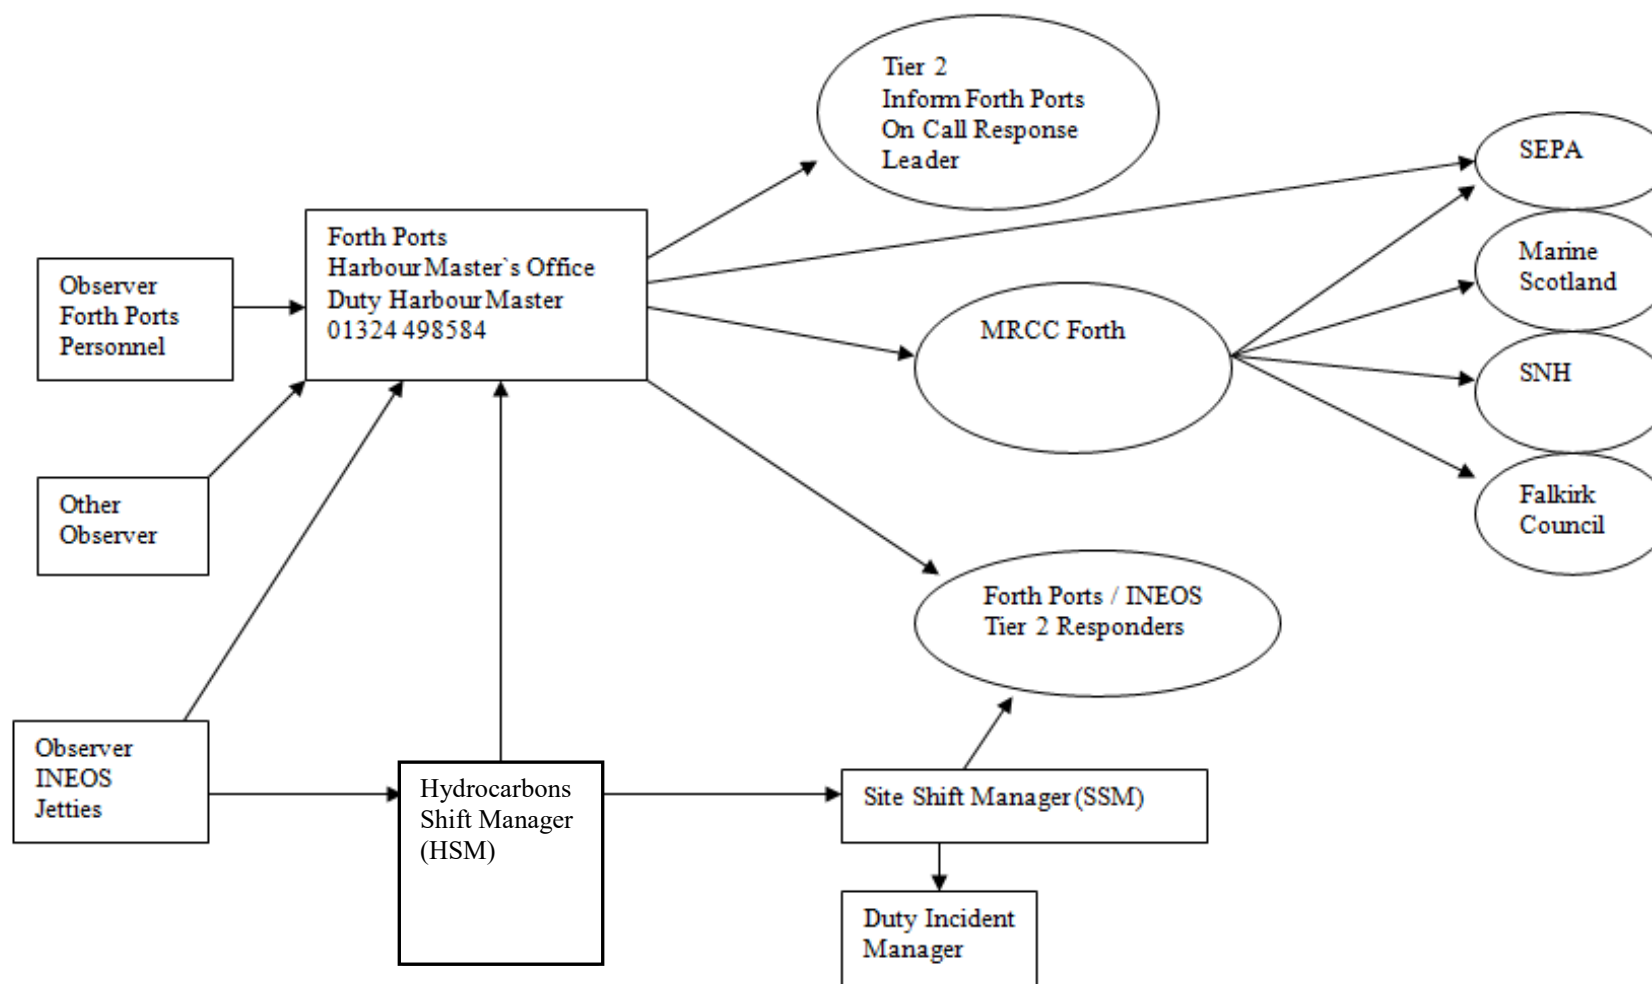 Tier 2
Inform Forth Ports
On Call Response
Leader
SEPA
Forth Ports
Harbour Master`s Office
Duty Harbour Master
01324 498584
Observer
Forth Ports
Personnel
Marine
Scotland
MRCC Forth
SNH
Other
Observer
Falkirk
Council
Forth Ports / INEOS
Tier 2 Responders
Observer
INEOS
Jetties
Hydrocarbons
Shift Manager
(HSM)
Site Shift Manager (SSM)
Duty Incident
Manager